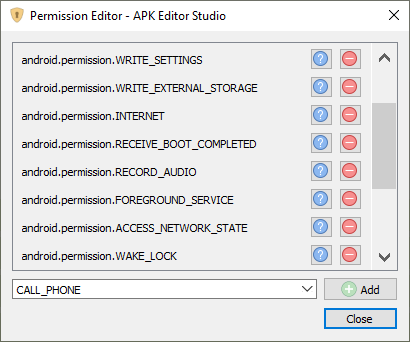 Permission Editor - APK Editor Studio
android.permission.WRITE_SETTINGS
android.permission.WRITE_EXTERNAL_STORAGE
android.permission.INTERNET
android.permission.RECEIVE_BOOT_COMPLETED
android.permission.RECORD_AUDIO
android.permission.FOREGROUND_SERVICE
android.permission.ACCESS_NETWORK_STATE
android.permission.WAKE_LOCK
CALL_PHONE Add
Close